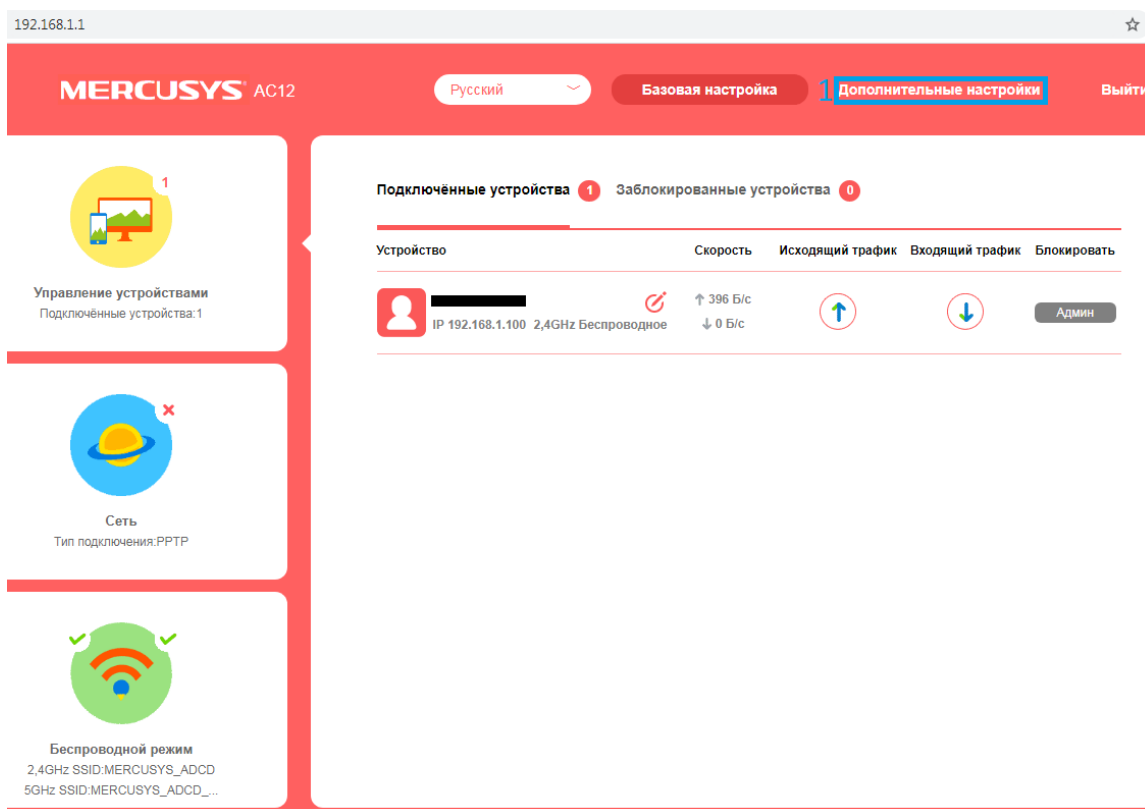 192.168.1.1
MERCUSYS AC12 Русский Базовая настройка 1 Дополнительные настройки Выйти
1
Управление устройствами
Подключённые устройства:1
Подключённые устройства 1 Заблокированные устройства 0
Устройство Скорость Исходящий трафик Входящий трафик Блокировать
396 Б/с
IP 192.168.1.100 2,4GHz Беспроводное 0 Б/с Админ
Сеть
Тип подключения:PPTP
Беспроводной режим
2,4GHz SSID:MERCUSYS_ADCD
5GHz SSID:MERCUSYS_ADCD_...